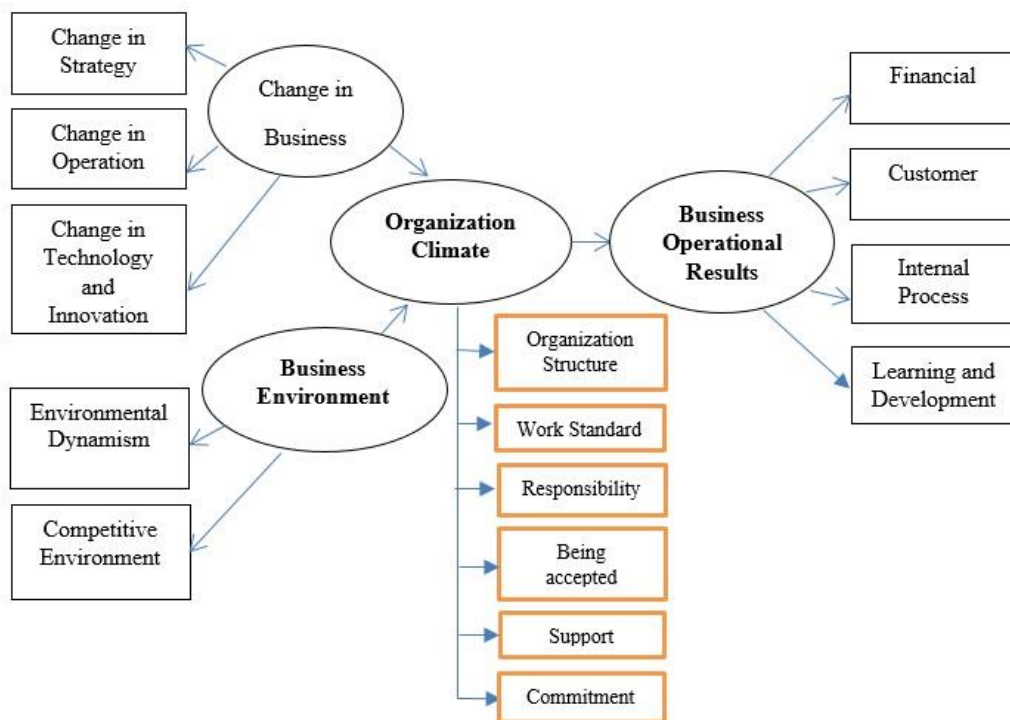 Change in
Strategy
Change in
Operation
Change in
Technology
and
Innovation
Change in
Business
Organization
Climate
Business
Environment
Environmental
Dynamism
Competitive
Environment
Organization
Structure
Work Standard
Responsibility
Being
accepted
Support
Commitment
Business
Operational
Results
Financial
Customer
Internal
Process
Learning and
Development